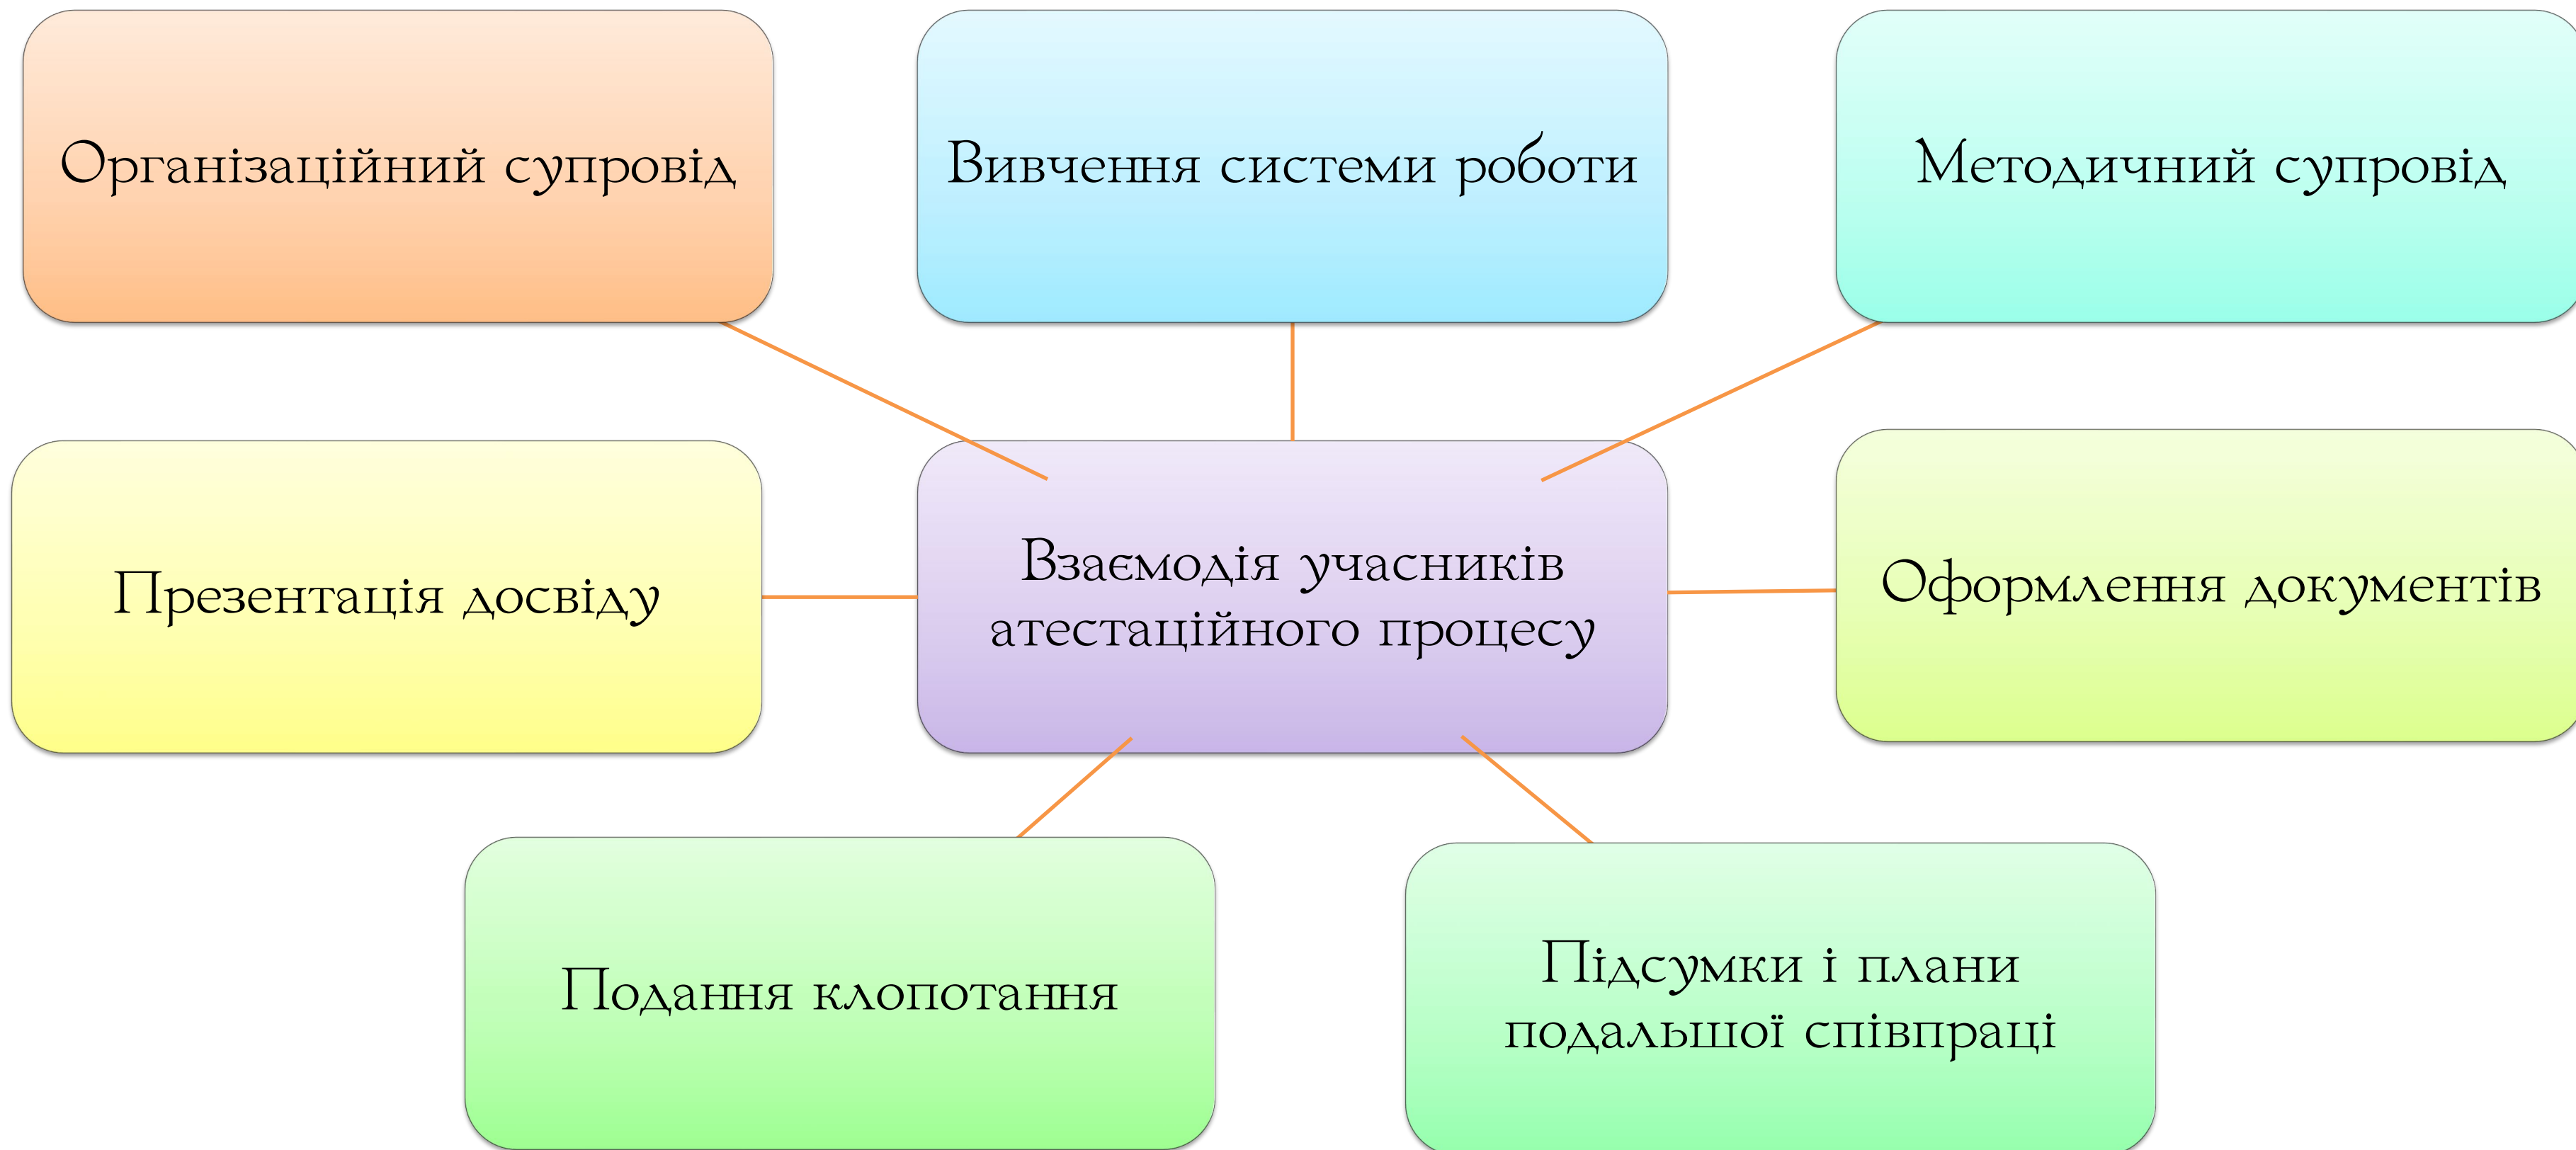 Організаційний супровід
Вивчення системи роботи
Методичний супровід
Презентація досвіду
Взаємодія учасників
атестаційного процесу
Оформлення документів
Подання клопотання
Підсумки і плани
подальшої співпраці